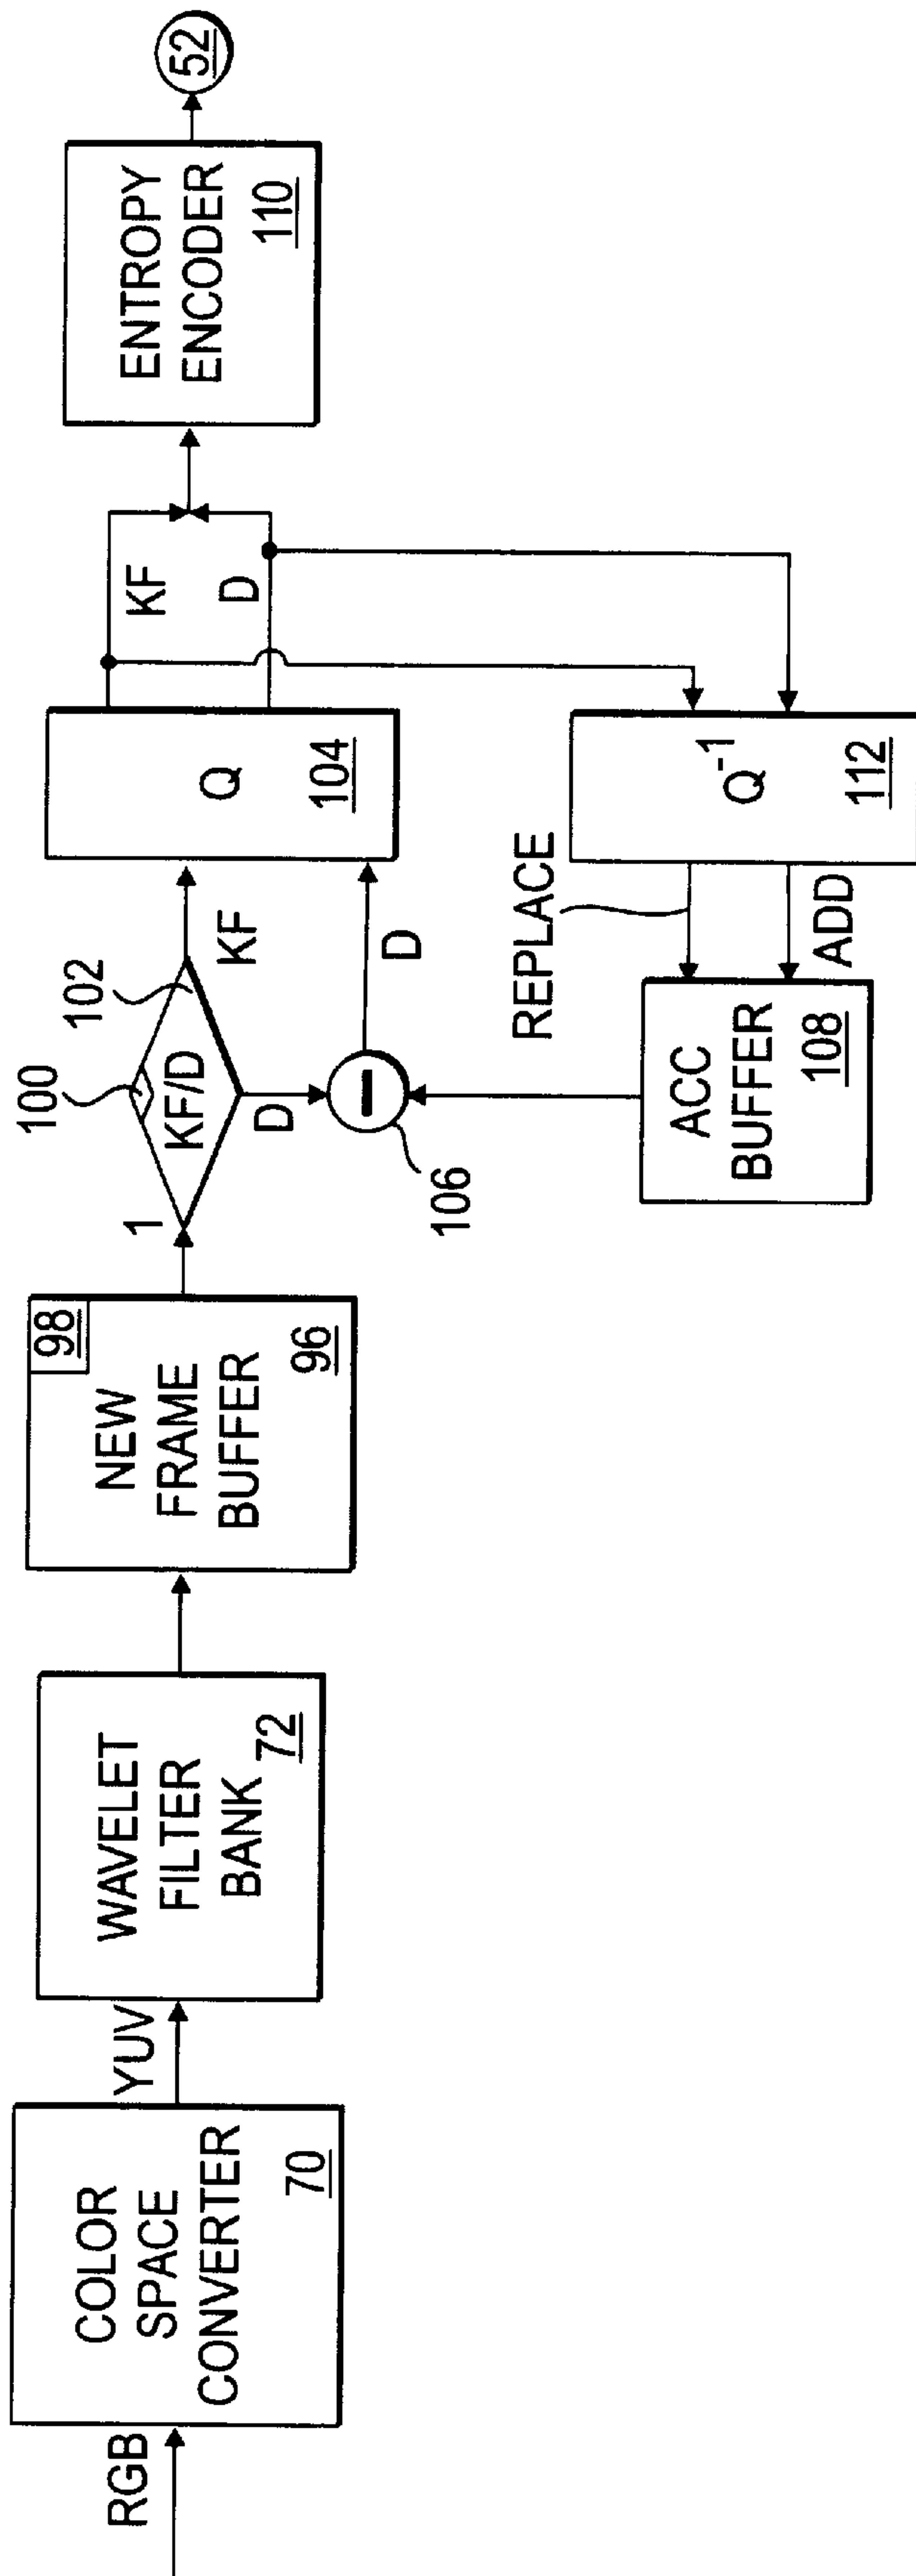 RGB
COLOR
SPACE
CONVERTER
70
YUV
WAVELET
FILTER
BANK
72
98
NEW
FRAME
BUFFER
96
1
100
KF/D
102
KF
D
106
D
Q
104
KF
D
ENTROPY
ENCODER
110
52
ACC
BUFFER
108
REPLACE
ADD
Q-1
112